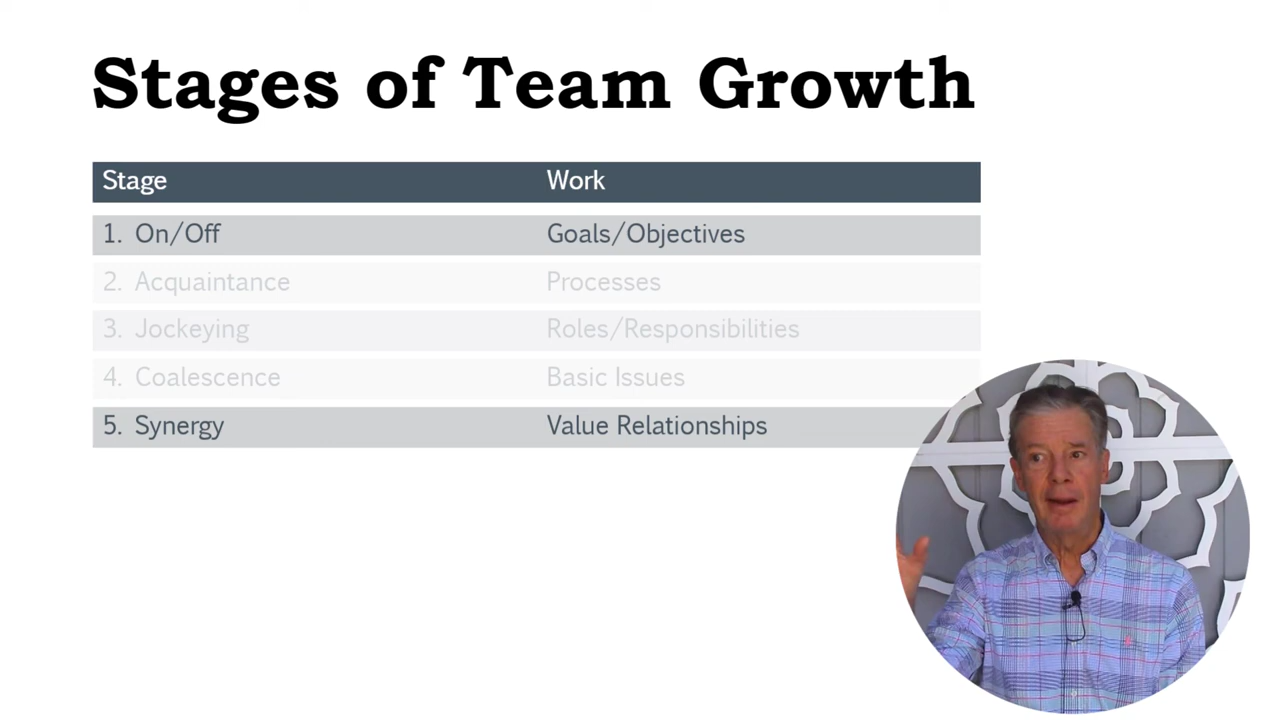 Stages of Team Growth
Stage Work
1. On/Off Goals/Objectives
2. Acquaintance Processes
3. Jockeying Roles/Responsibilities
4. Coalescence Basic Issues
5. Synergy Value Relationships